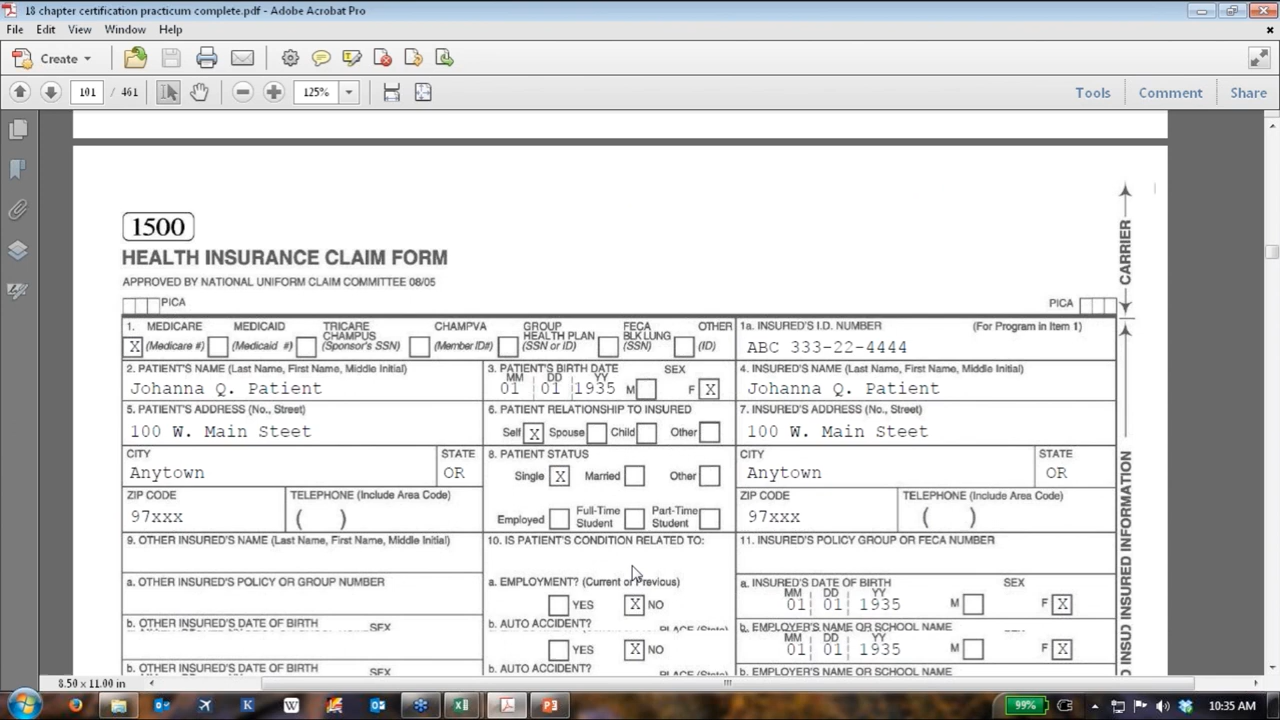 18 chapter certification practicum complete.pdf - Adobe Acrobat Pro
File Edit View Window Help
Create
101 / 461 125% Tools Comment Share
1500
HEALTH INSURANCE CLAIM FORM
APPROVED BY NATIONAL UNIFORM CLAIM COMMITTEE 08/05
CARRIER
PICA PICA
1. MEDICARE MEDICAID TRICARE CHAMPUS CHAMPVA GROUP HEALTH PLAN FECA BLK LUNG OTHER 1a. INSURED'S I.D. NUMBER (For Program in Item 1)
X (Medicare #) (Medicaid #) (Sponsor's SSN) (Member ID#) (SSN or ID) (SSN) (ID) ABC 333-22-4444
2. PATIENT'S NAME (Last Name, First Name, Middle Initial) 3. PATIENT'S BIRTH DATE SEX 4. INSURED'S NAME (Last Name, First Name, Middle Initial)
MM DD YY
Johanna Q. Patient 01 01 1935 M F X Johanna Q. Patient
5. PATIENT'S ADDRESS (No., Street) 6. PATIENT RELATIONSHIP TO INSURED 7. INSURED'S ADDRESS (No., Street)
100 W. Main Steet Self X Spouse Child Other 100 W. Main Steet
CITY STATE 8. PATIENT STATUS CITY STATE
Anytown OR Single X Married Other Anytown OR
ZIP CODE TELEPHONE (Include Area Code) ZIP CODE TELEPHONE (Include Area Code)
97xxx ( ) Employed Full-Time Student Part-Time Student 97xxx ( )
9. OTHER INSURED'S NAME (Last Name, First Name, Middle Initial) 10. IS PATIENT'S CONDITION RELATED TO: 11. INSURED'S POLICY GROUP OR FECA NUMBER
a. OTHER INSURED'S POLICY OR GROUP NUMBER a. EMPLOYMENT? (Current or Previous) a. INSURED'S DATE OF BIRTH SEX
MM DD YY
YES X NO 01 01 1935 M F X
b. OTHER INSURED'S DATE OF BIRTH SEX b. AUTO ACCIDENT? PLACE (State) b. EMPLOYER'S NAME OR SCHOOL NAME
MM DD YY
YES X NO 01 01 1935 M F X
b. OTHER INSURED'S DATE OF BIRTH SEX b. AUTO ACCIDENT? PLACE (State) b. EMPLOYER'S NAME OR SCHOOL NAME
INSURED INFORMATION
8.50 x 11.00 in
99% 10:35 AM